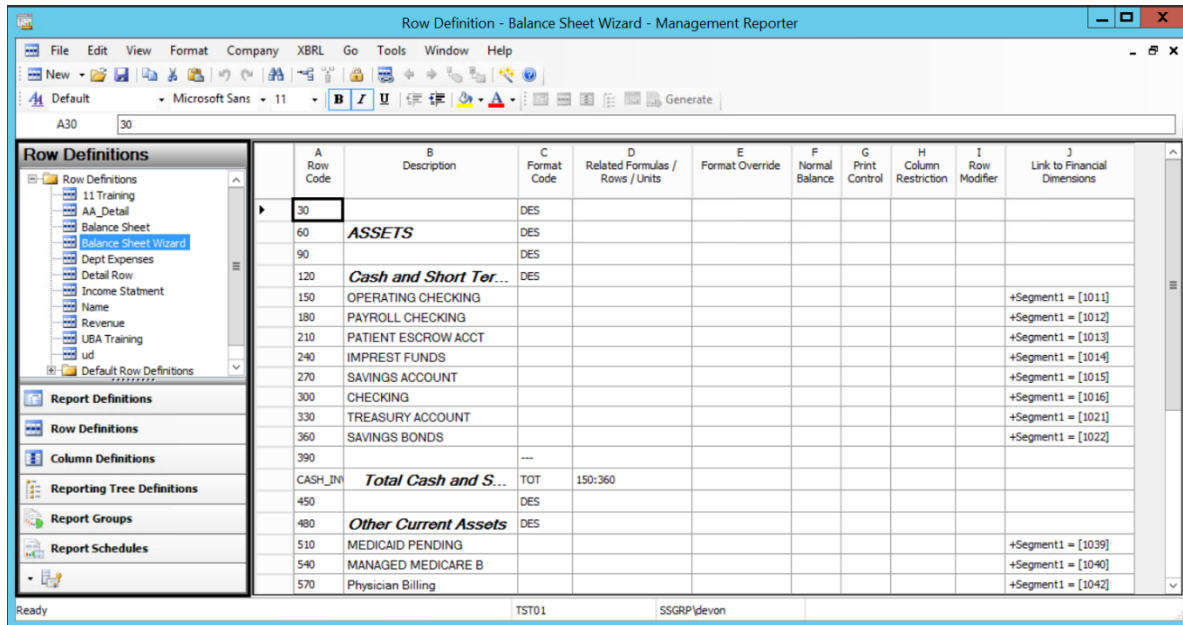 Row Definition - Balance Sheet Wizard - Management Reporter
File Edit View Format Company XBRL Go Tools Window Help
New
Default Microsoft Sans 11 B I U A Generate
A30 30
Row Definitions
Row Definitions
11 Training
AA_Detail
Balance Sheet
Balance Sheet Wizard
Dept Expenses
Detail Row
Income Statment
Name
Revenue
UBA Training
ud
Default Row Definitions
Report Definitions
Row Definitions
Column Definitions
Reporting Tree Definitions
Report Groups
Report Schedules
A B C D E F G H I J
Row Code Description Format Code Related Formulas / Rows / Units Format Override Normal Balance Print Control Column Restriction Row Modifier Link to Financial Dimensions
30 DES
60 ASSETS DES
90 DES
120 Cash and Short Ter... DES
150 OPERATING CHECKING +Segment1 = [1011]
180 PAYROLL CHECKING +Segment1 = [1012]
210 PATIENT ESCROW ACCT +Segment1 = [1013]
240 IMPREST FUNDS +Segment1 = [1014]
270 SAVINGS ACCOUNT +Segment1 = [1015]
300 CHECKING +Segment1 = [1016]
330 TREASURY ACCOUNT +Segment1 = [1021]
360 SAVINGS BONDS +Segment1 = [1022]
390 ---
CASH_INV Total Cash and S... TOT 150:360
450 DES
480 Other Current Assets DES
510 MEDICAID PENDING +Segment1 = [1039]
540 MANAGED MEDICARE B +Segment1 = [1040]
570 Physician Billing +Segment1 = [1042]
Ready TST01 SSGRP\devon